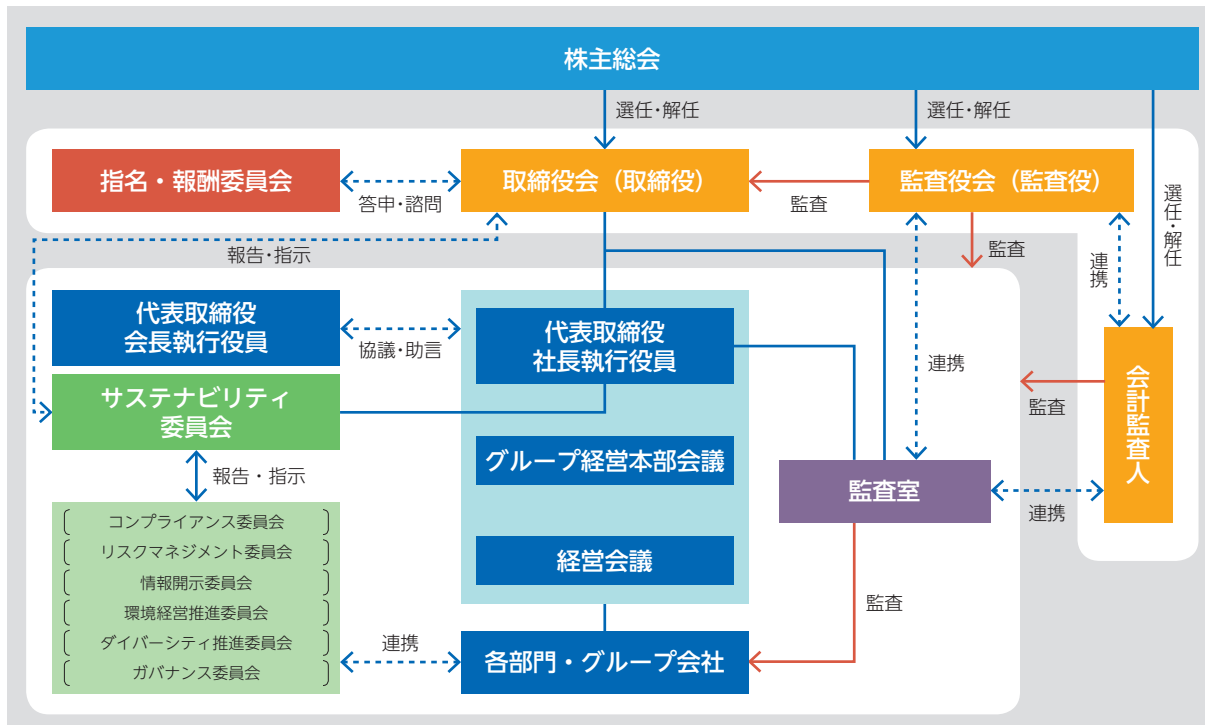 株主総会
選任・解任
選任・解任
選任・解任
指名・報酬委員会
答申・諮問
取締役会（取締役）
監査
監査役会（監査役）
報告・指示
監査
連携
代表取締役
会長執行役員
協議・助言
代表取締役
社長執行役員
連携
会計監査人
監査
サステナビリティ
委員会
報告・指示
グループ経営本部会議
監査室
連携
コンプライアンス委員会
リスクマネジメント委員会
情報開示委員会
環境経営推進委員会
ダイバーシティ推進委員会
ガバナンス委員会
経営会議
監査
連携
各部門・グループ会社